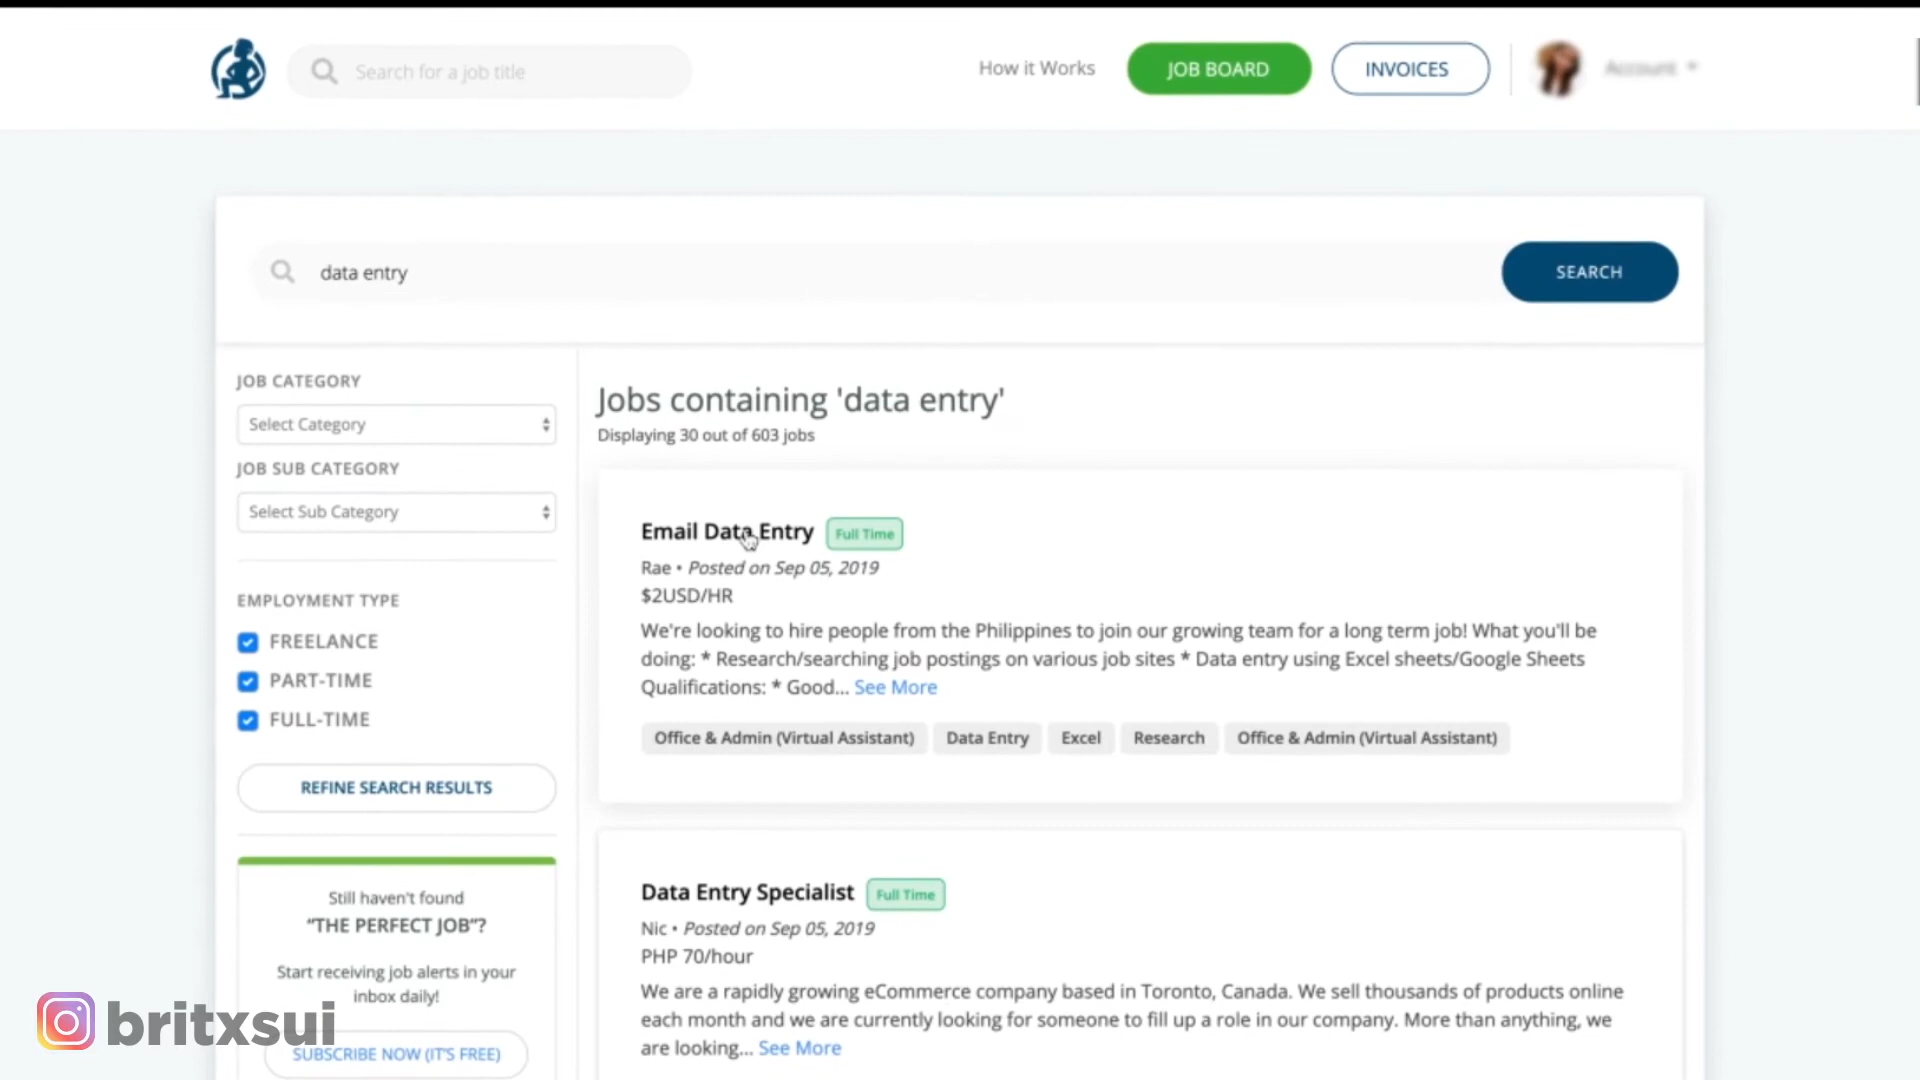 Search for a job title
How it Works
JOB BOARD
INVOICES
Account
data entry
SEARCH
JOB CATEGORY
Select Category
JOB SUB CATEGORY
Select Sub Category
EMPLOYMENT TYPE
FREELANCE
PART-TIME
FULL-TIME
REFINE SEARCH RESULTS
Still haven't found
“THE PERFECT JOB”?
Start receiving job alerts in your
inbox daily!
SUBSCRIBE NOW (IT'S FREE)
britxsui
Jobs containing 'data entry'
Displaying 30 out of 603 jobs
Email Data Entry Full Time
Rae • Posted on Sep 05, 2019
$2USD/HR
We're looking to hire people from the Philippines to join our growing team for a long term job! What you'll be
doing: * Research/searching job postings on various job sites * Data entry using Excel sheets/Google Sheets
Qualifications: * Good... See More
Office & Admin (Virtual Assistant) Data Entry Excel Research Office & Admin (Virtual Assistant)
Data Entry Specialist Full Time
Nic • Posted on Sep 05, 2019
PHP 70/hour
We are a rapidly growing eCommerce company based in Toronto, Canada. We sell thousands of products online
each month and we are currently looking for someone to fill up a role in our company. More than anything, we
are looking... See More